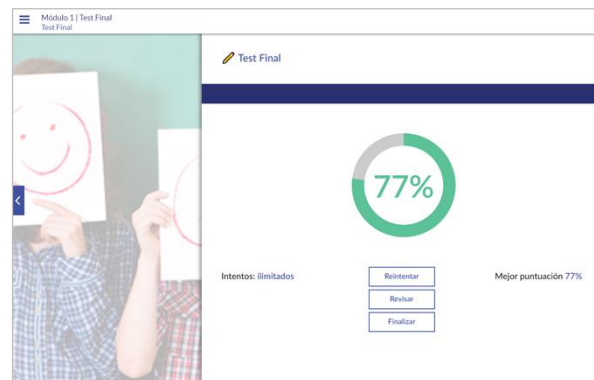 Módulo 1 | Test Final
Test Final
Test Final
77%
Intentos: ilimitados
Reintentar
Mejor puntuación 77%
Revisar
Finalizar